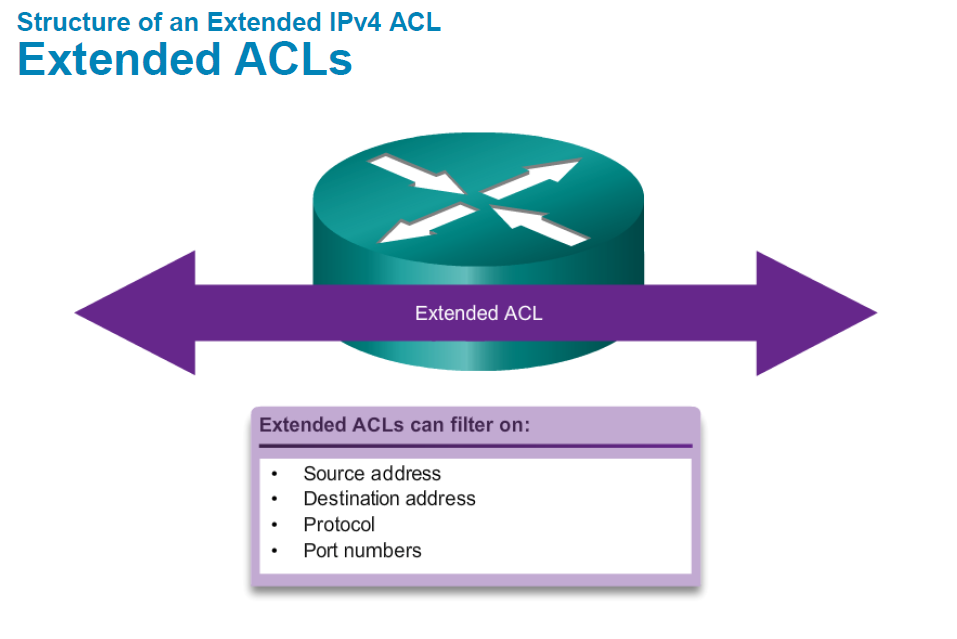 Structure of an Extended IPv4 ACL
Extended ACLs
Extended ACL
Extended ACLs can filter on:
• Source address
• Destination address
• Protocol
• Port numbers